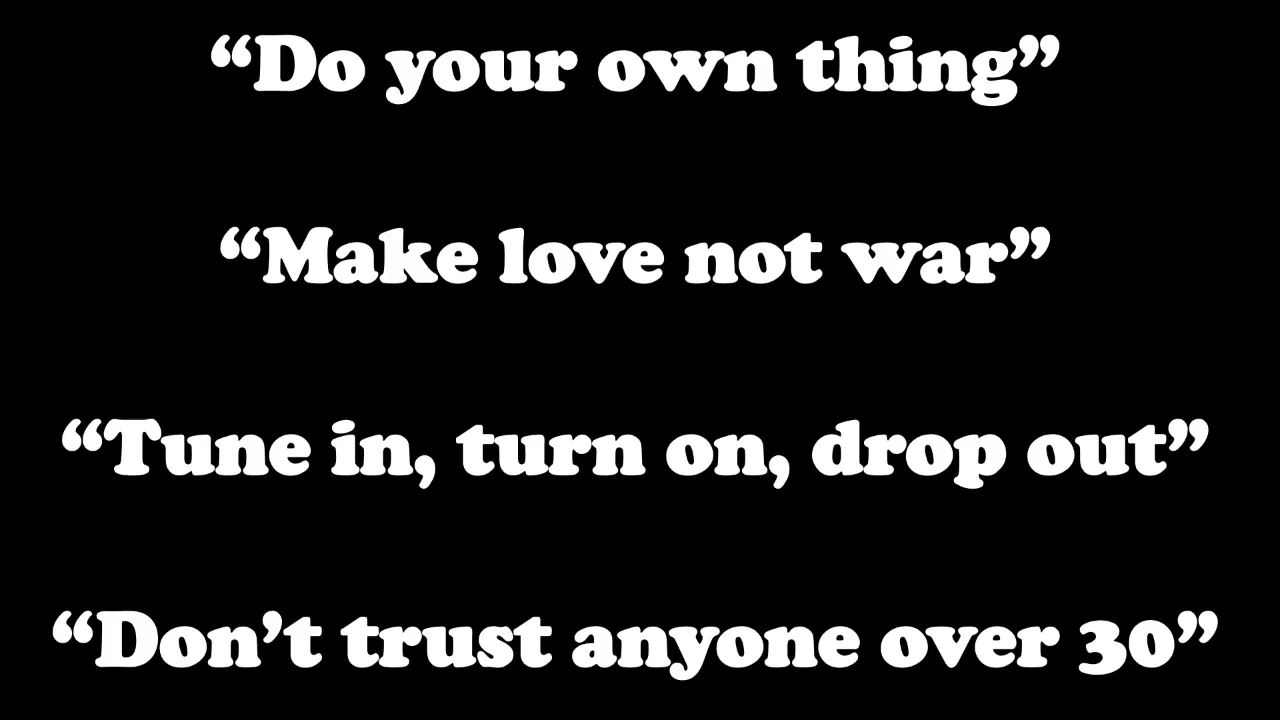 “Do your own thing”
“Make love not war”
“Tune in, turn on, drop out”
“Don’t trust anyone over 30”